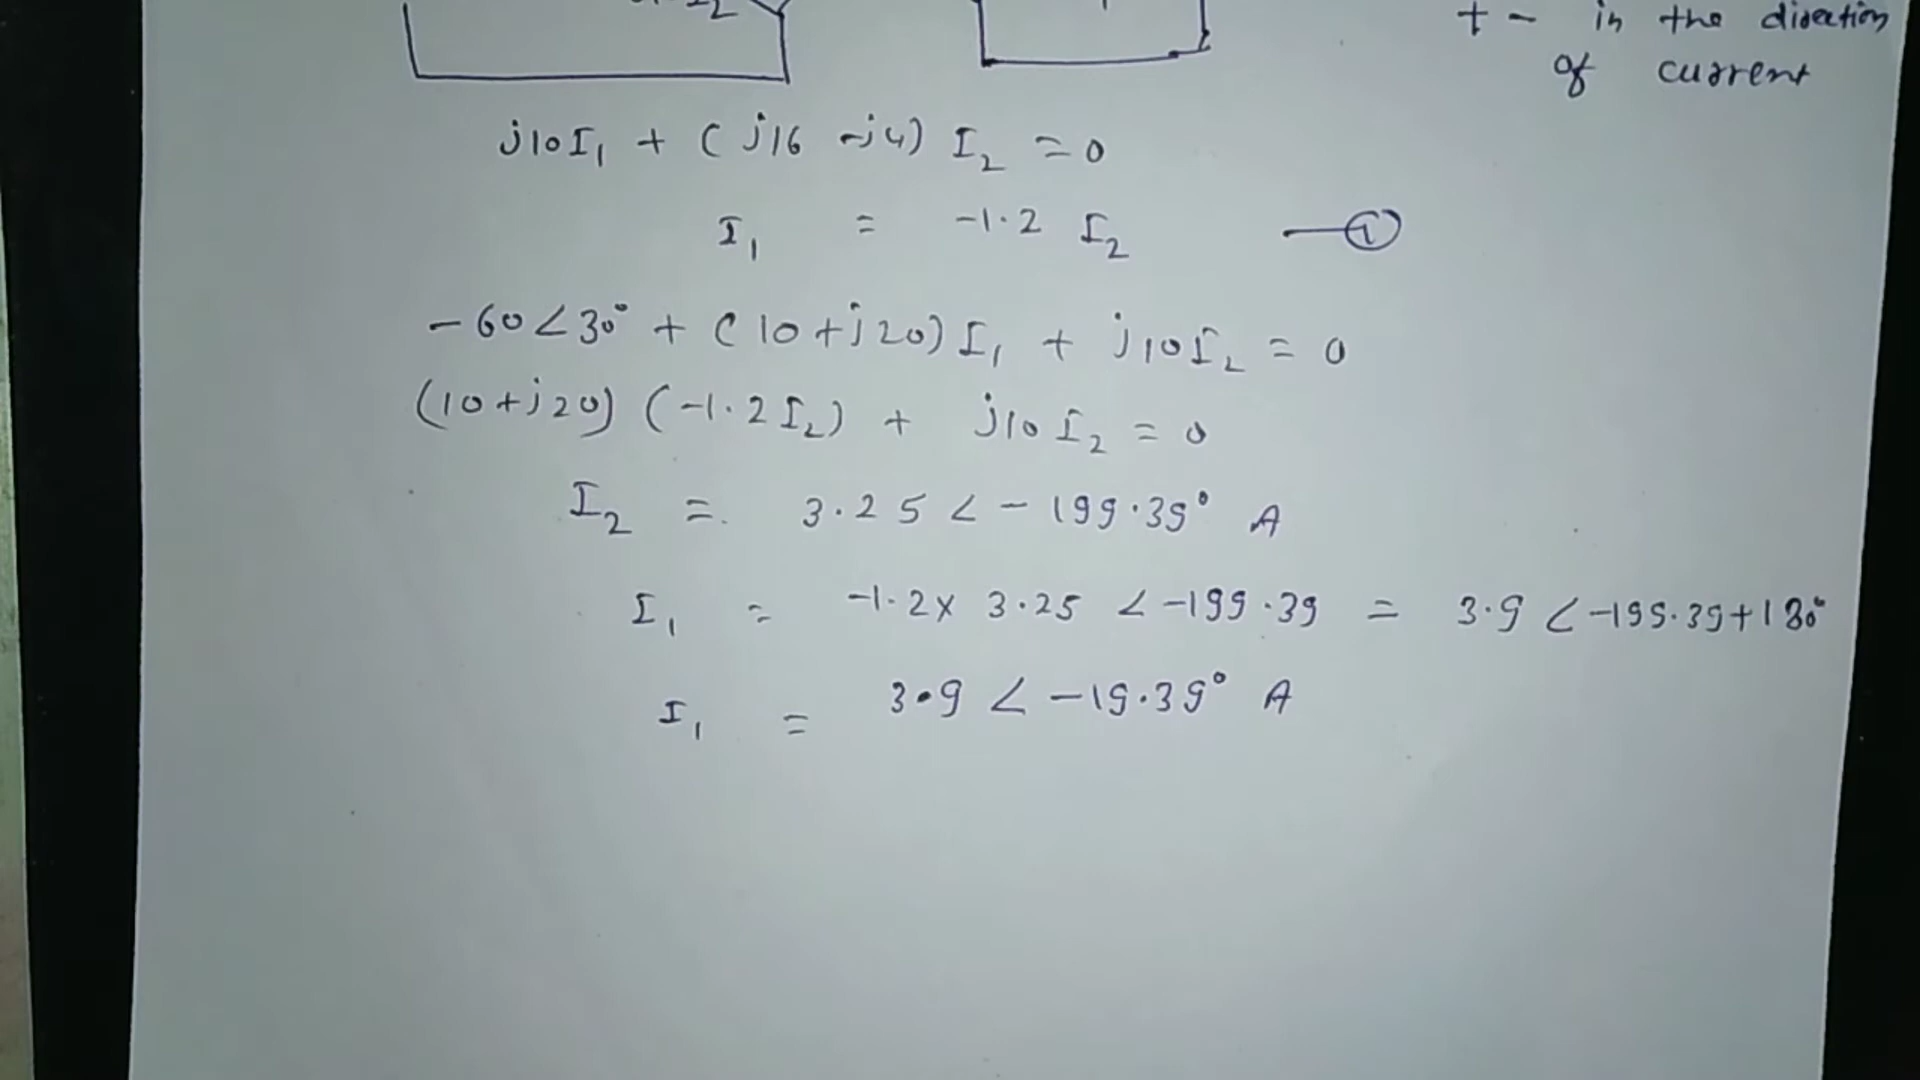 + - in the direction
of current
j10I₁ + (j16 -j4) I₂ = 0
I₁ = -1.2 I₂ —①
-60∠30° + (10+j20)I₁ + j10I₂ = 0
(10+j20) (-1.2I₂) + j10I₂ = 0
I₂ = 3.25∠-199.39° A
I₁ = -1.2x 3.25 ∠-199.39 = 3.9 ∠-199.39+180°
I₁ = 3.9 ∠-19.39° A